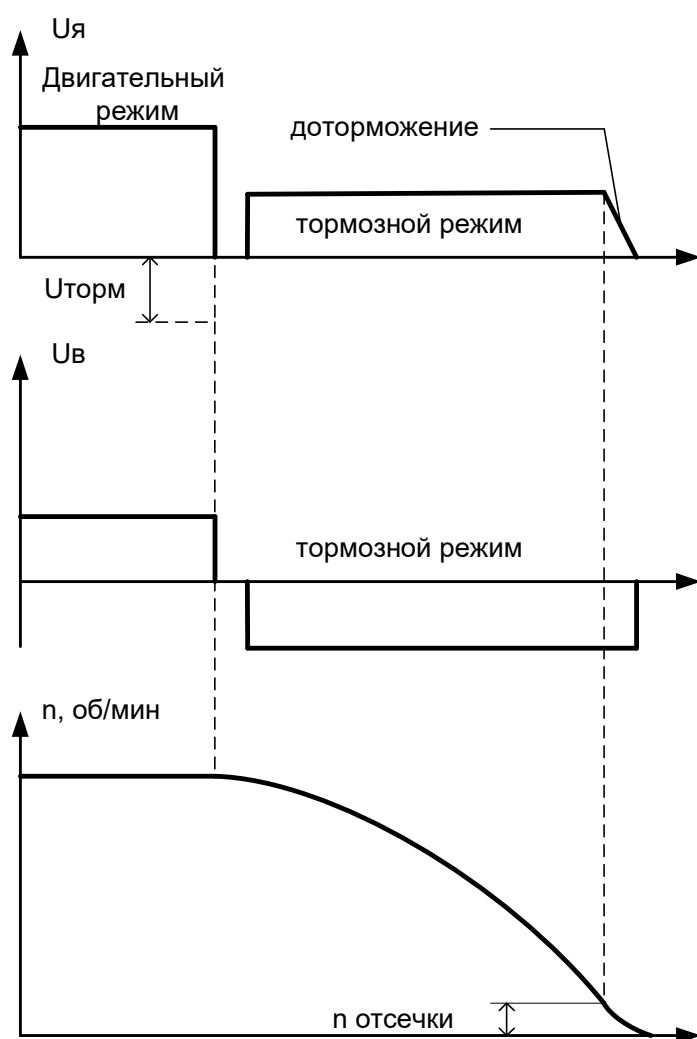 Uя
Двигательный
режим
доторможение
тормозной режим
Uторм
Uв
тормозной режим
n, об/мин
n отсечки